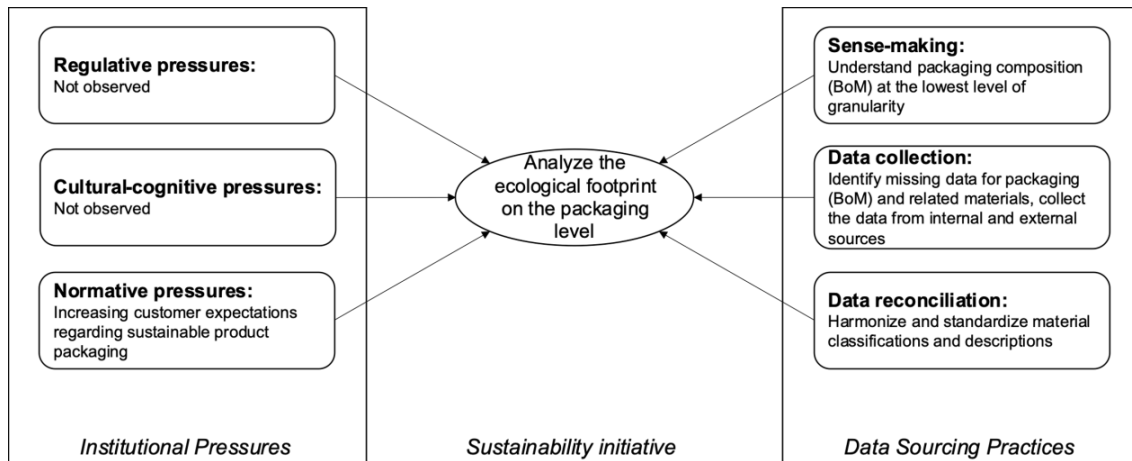 Regulative pressures:
Not observed
Cultural-cognitive pressures:
Not observed
Normative pressures:
Increasing customer expectations
regarding sustainable product
packaging
Institutional Pressures
Analyze the
ecological footprint
on the packaging
level
Sustainability initiative
Sense-making:
Understand packaging composition
(BoM) at the lowest level of
granularity
Data collection:
Identify missing data for packaging
(BoM) and related materials, collect
the data from internal and external
sources
Data reconciliation:
Harmonize and standardize material
classifications and descriptions
Data Sourcing Practices